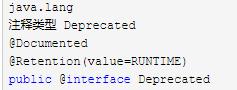 java.lang
注释类型 Deprecated
@Documented
@Retention(value=RUNTIME)
public @interface Deprecated